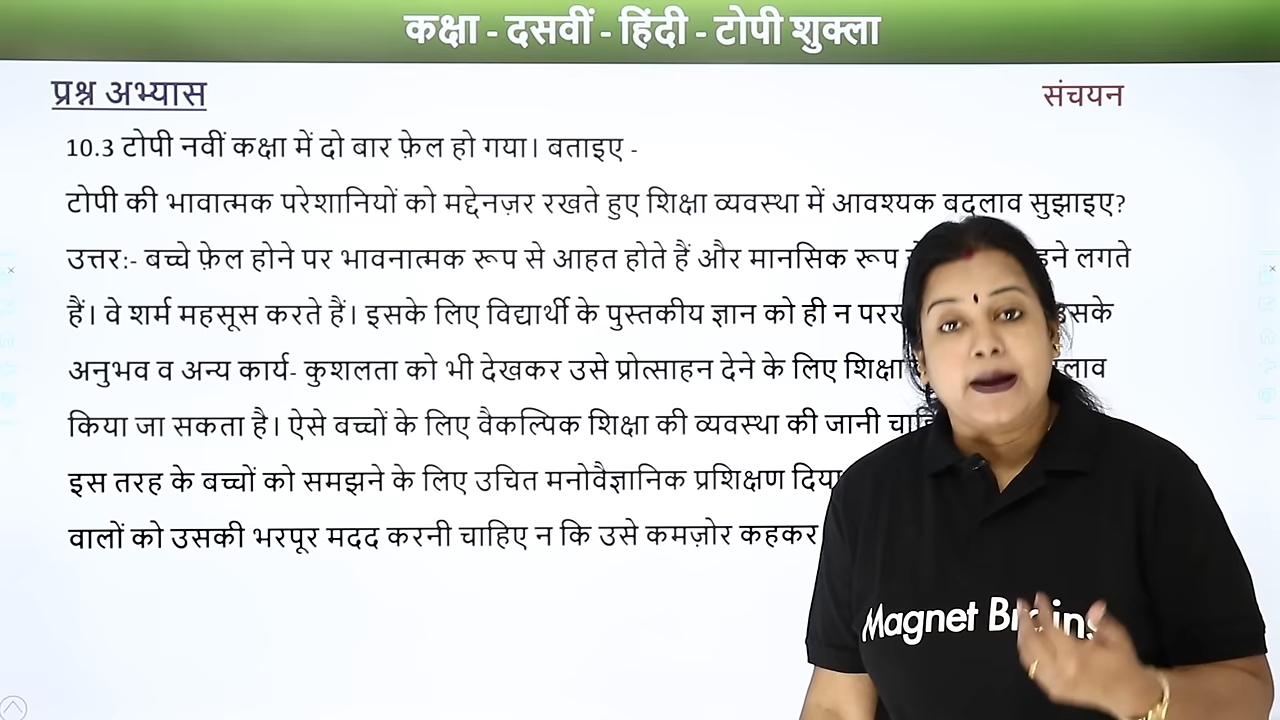 कक्षा - दसवीं - हिंदी - टोपी शुक्ला
प्रश्न अभ्यास
संचयन
10.3 टोपी नवीं कक्षा में दो बार फ़ेल हो गया। बताइए -
टोपी की भावात्मक परेशानियों को मद्देनज़र रखते हुए शिक्षा व्यवस्था में आवश्यक बदलाव सुझाइए?
उत्तर:- बच्चे फ़ेल होने पर भावनात्मक रूप से आहत होते हैं और मानसिक रूप लगते
हैं। वे शर्म महसूस करते हैं। इसके लिए विद्यार्थी के पुस्तकीय ज्ञान को ही न उसके
अनुभव व अन्य कार्य- कुशलता को भी देखकर उसे प्रोत्साहन देने के लिए शिक्षा
किया जा सकता है। ऐसे बच्चों के लिए वैकल्पिक शिक्षा की व्यवस्था की जानी
इस तरह के बच्चों को समझने के लिए उचित मनोवैज्ञानिक प्रशिक्षण दिया
वालों को उसकी भरपूर मदद करनी चाहिए न कि उसे कमज़ोर कहकर
Magnet Brains